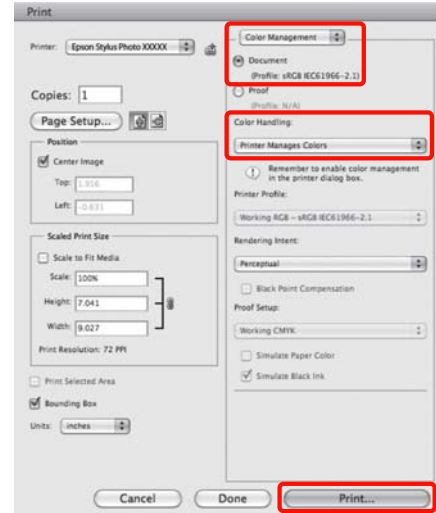 Print
Printer: Epson Stylus Photo XXXXX
Copies: 1
Page Setup...
Position
Center Image
Top: 1.916
Left: -0.631
Scaled Print Size
Scale to Fit Media
Scale: 100%
Height: 7.041
Width: 9.027
Print Resolution: 72 PPI
Print Selected Area
Bounding Box
Units: inches
Color Management
Document
(Profile: sRGB IEC61966-2.1)
Proof
(Profile: N/A)
Color Handling:
Printer Manages Colors
Remember to enable color management
in the printer dialog box.
Printer Profile:
Working RGB - sRGB IEC61966-2.1
Rendering Intent:
Perceptual
Black Point Compensation
Proof Setup:
Working CMYK
Simulate Paper Color
Simulate Black Ink
Cancel
Done
Print...